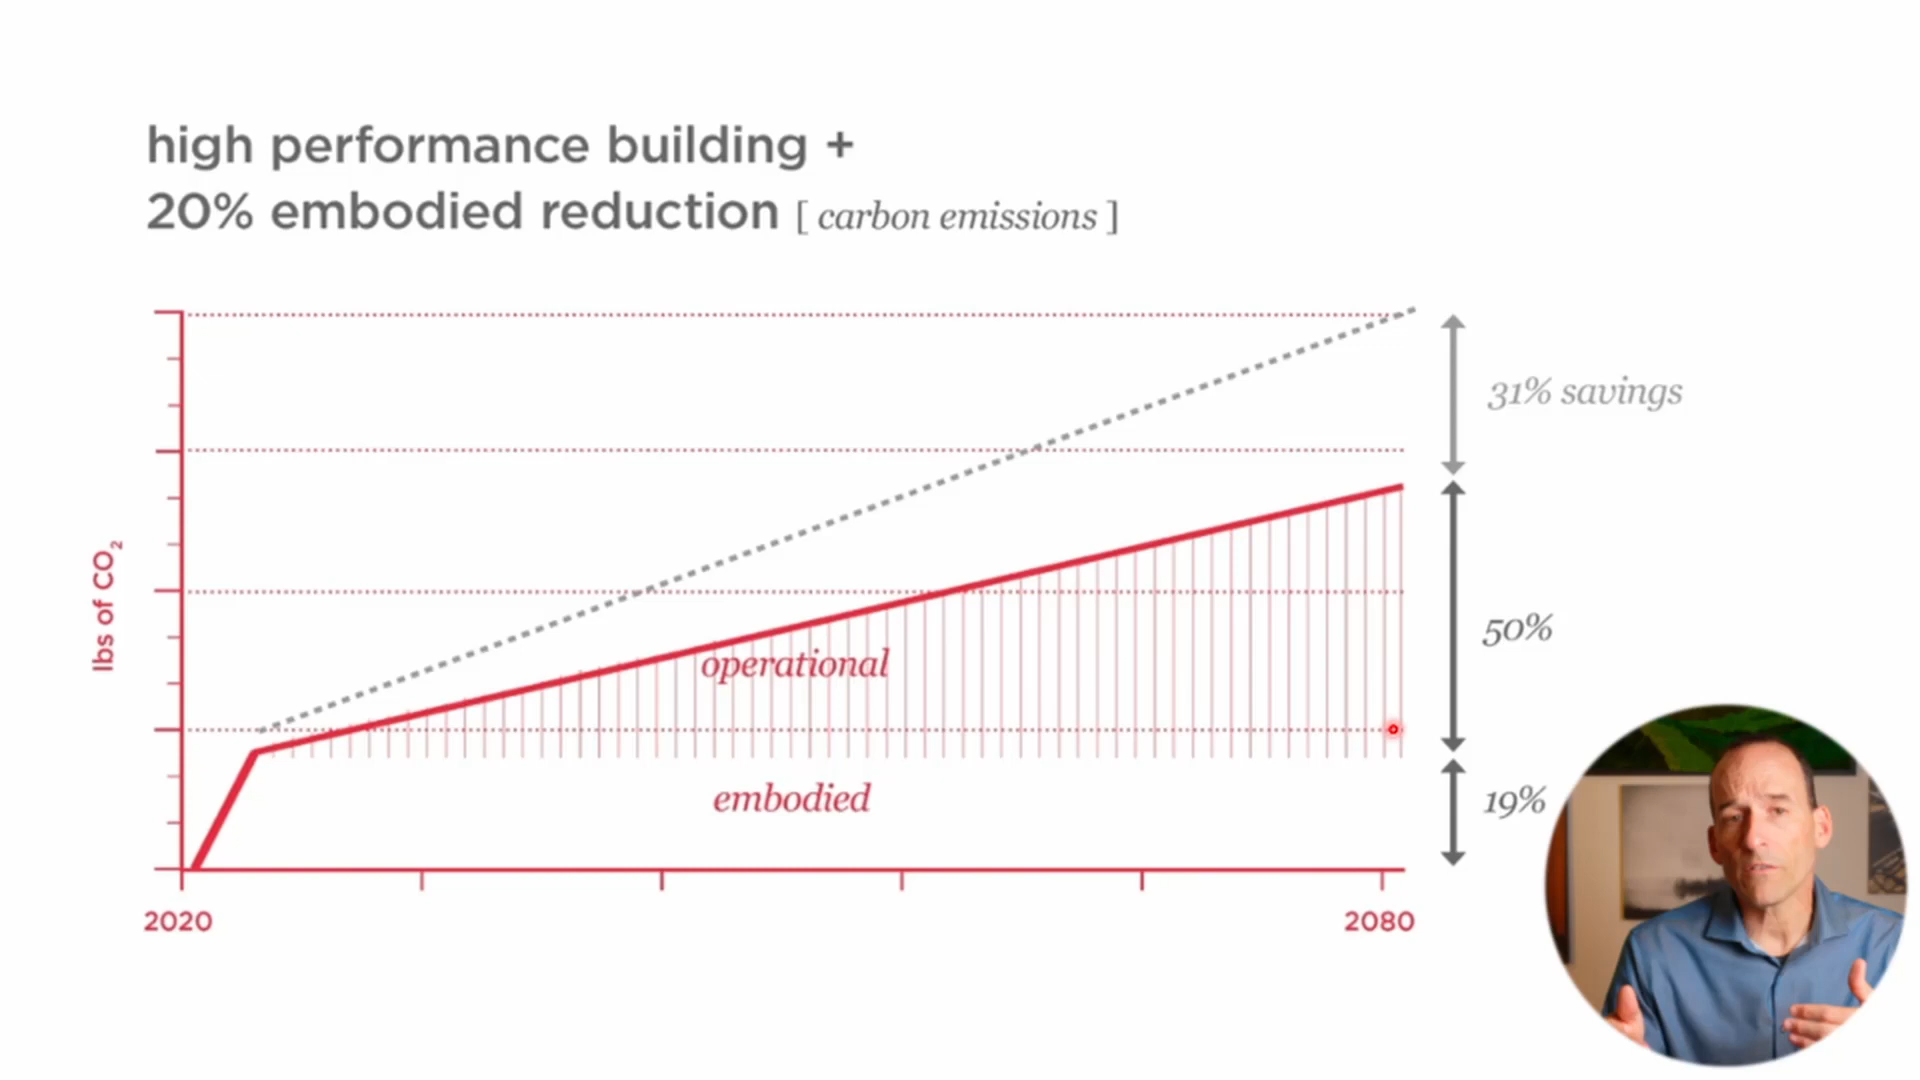 high performance building +
20% embodied reduction [ carbon emissions ]
31% savings
lbs of CO₂
50%
operational
embodied
19%
2020
2080